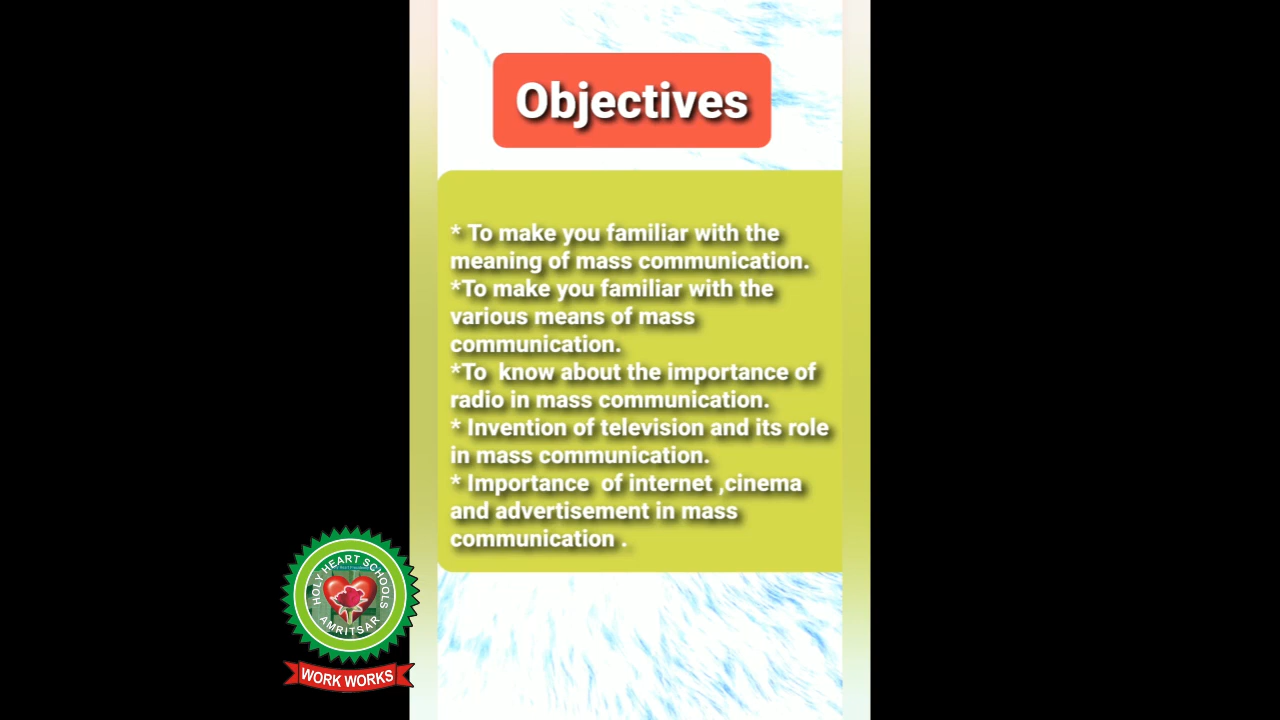 Objectives
* To make you familiar with the
meaning of mass communication.
*To make you familiar with the
various means of mass
communication.
*To  know about the importance of
radio in mass communication.
* Invention of television and its role
in mass communication.
* Importance  of internet ,cinema
and advertisement in mass
communication .
HOLY HEART SCHOOLS
AMRITSAR
WORK WORKS